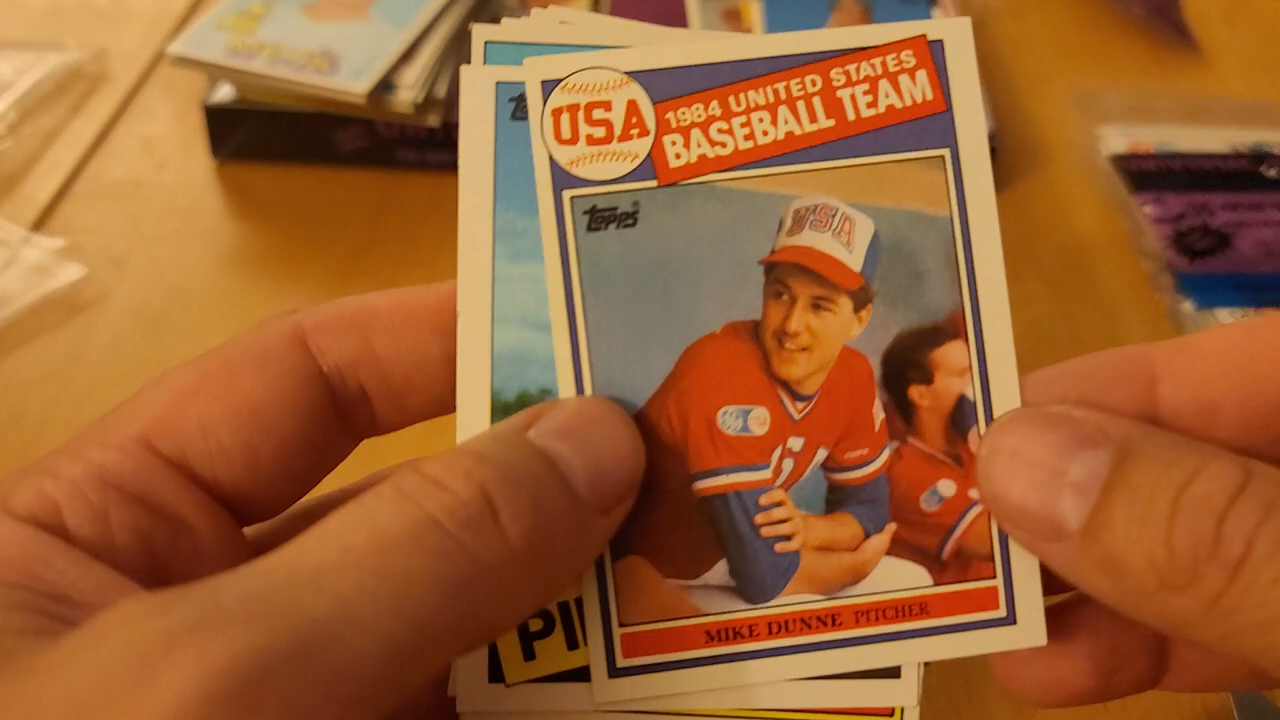 USA
1984 UNITED STATES
BASEBALL TEAM
Topps
USA
MIKE DUNNE PITCHER
PI